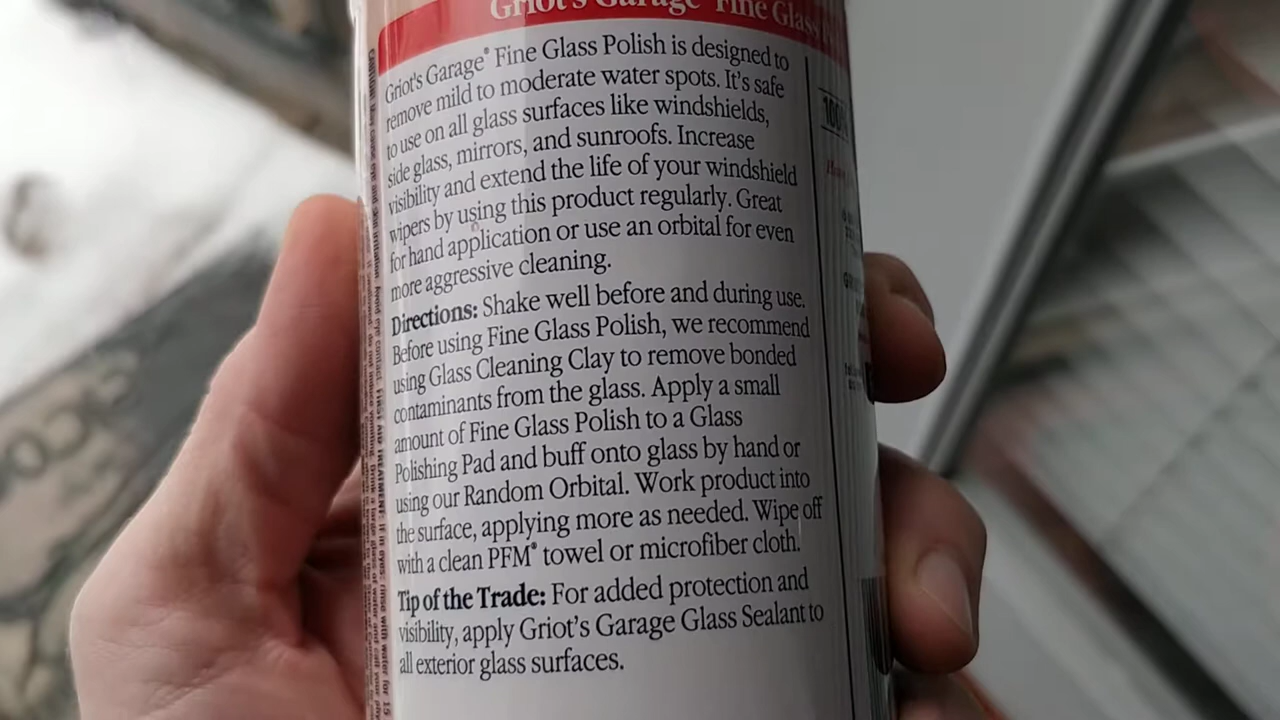 Griot's Garage Fine Glass
Griot's Garage® Fine Glass Polish is designed to
remove mild to moderate water spots. It's safe
to use on all glass surfaces like windshields,
side glass, mirrors, and sunroofs. Increase
visibility and extend the life of your windshield
wipers by using this product regularly. Great
for hand application or use an orbital for even
more aggressive cleaning.
Directions: Shake well before and during use.
Before using Fine Glass Polish, we recommend
using Glass Cleaning Clay to remove bonded
contaminants from the glass. Apply a small
amount of Fine Glass Polish to a Glass
Polishing Pad and buff onto glass by hand or
using our Random Orbital. Work product into
the surface, applying more as needed. Wipe off
with a clean PFM® towel or microfiber cloth.
Tip of the Trade: For added protection and
visibility, apply Griot's Garage Glass Sealant to
all exterior glass surfaces.
100%